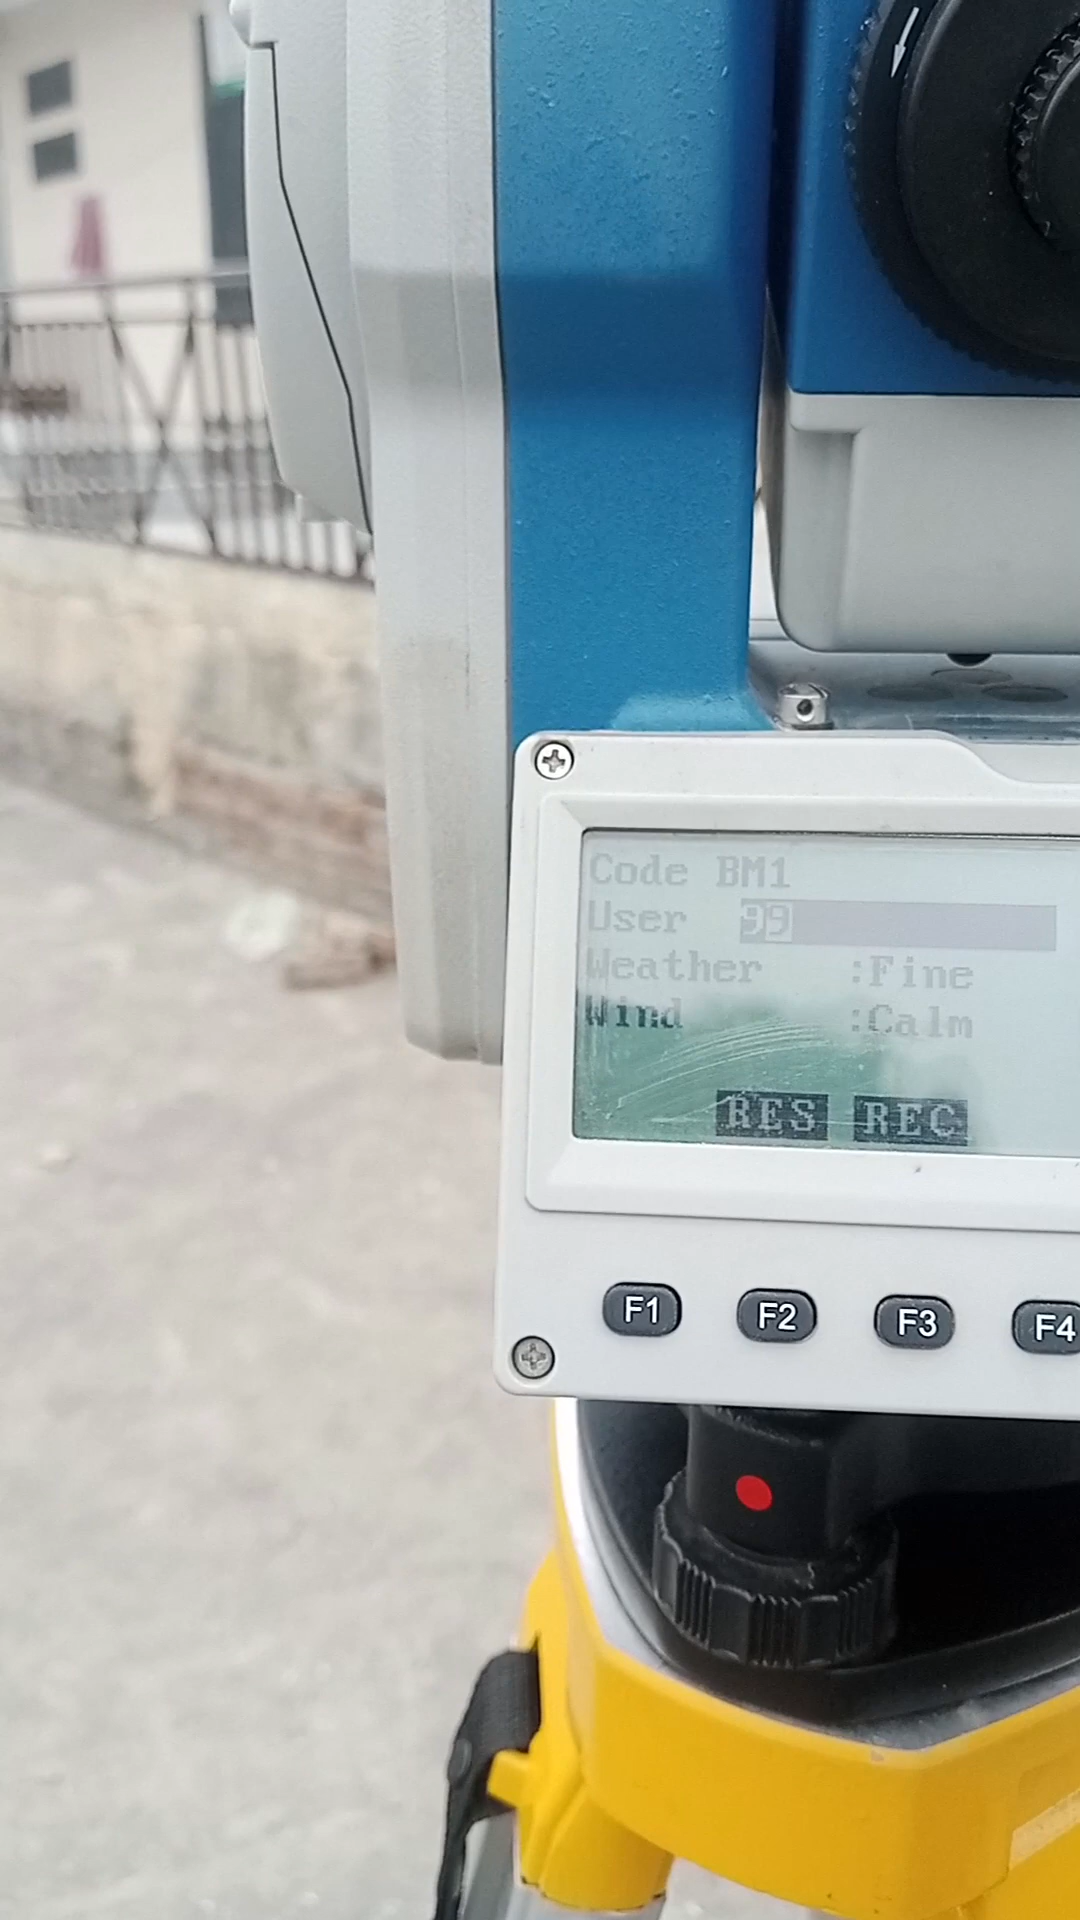 Code BM1
User 99
Weather :Fine
Wind :Calm
RES REC
F1 F2 F3 F4